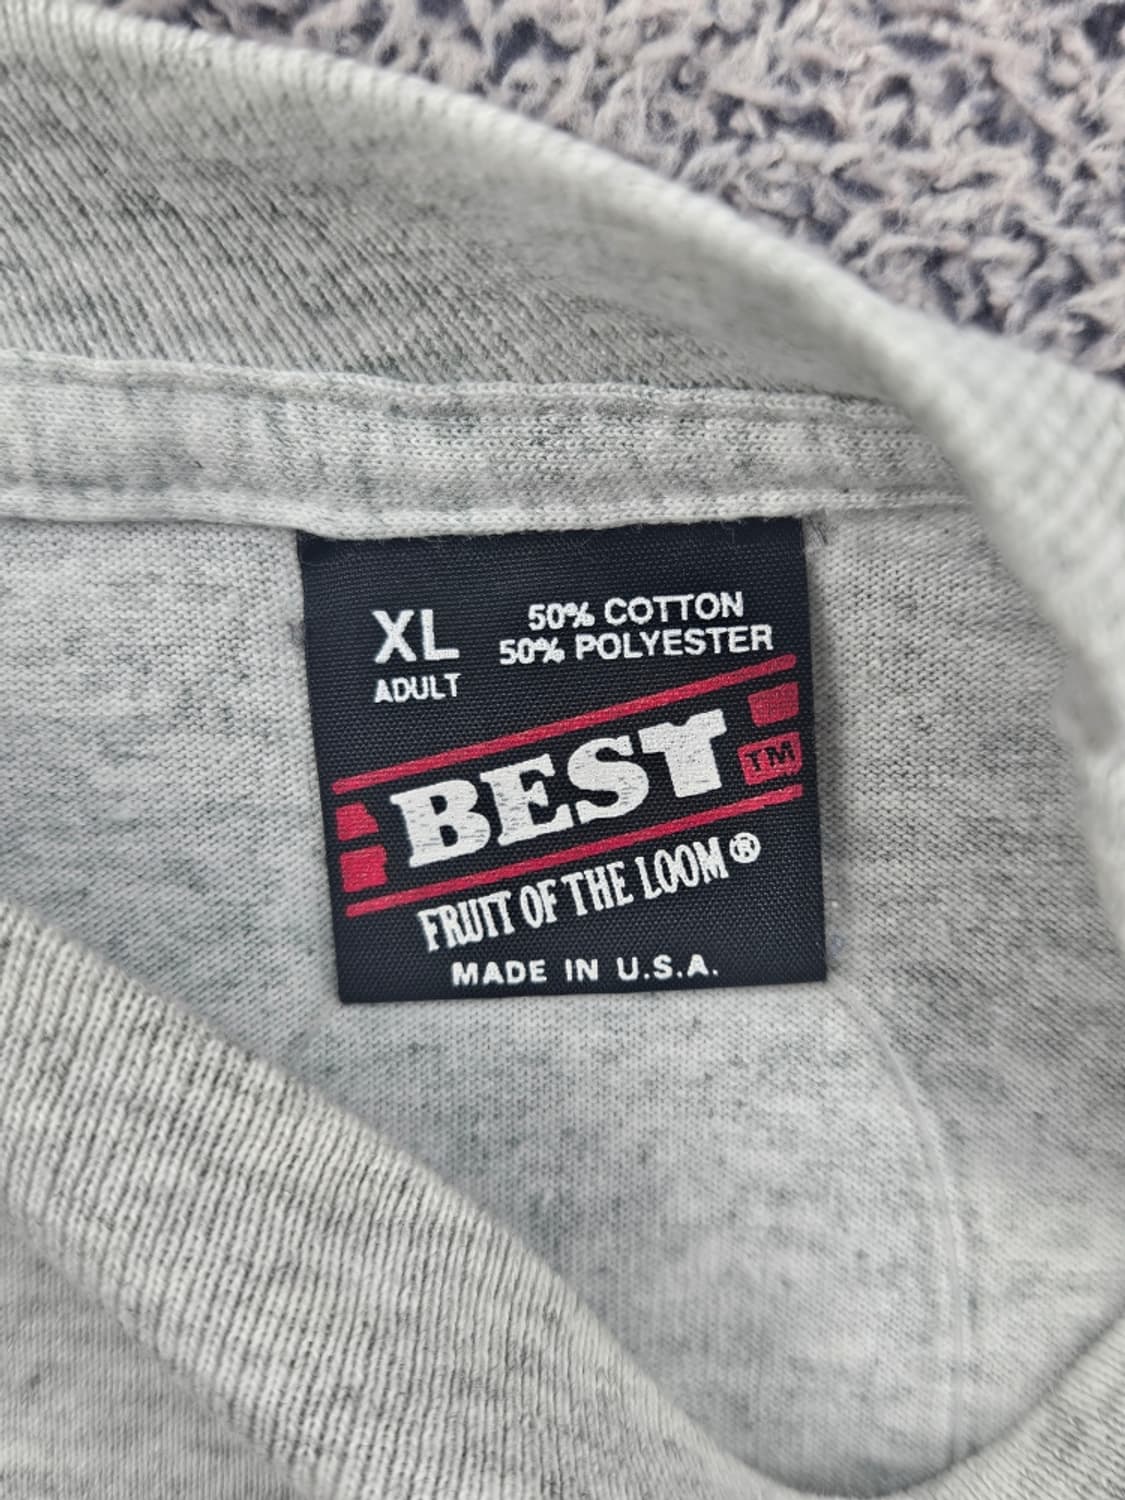 XL
ADULT
50% COTTON
50% POLYESTER
BEST TM
FRUIT OF THE LOOM®
MADE IN U.S.A.